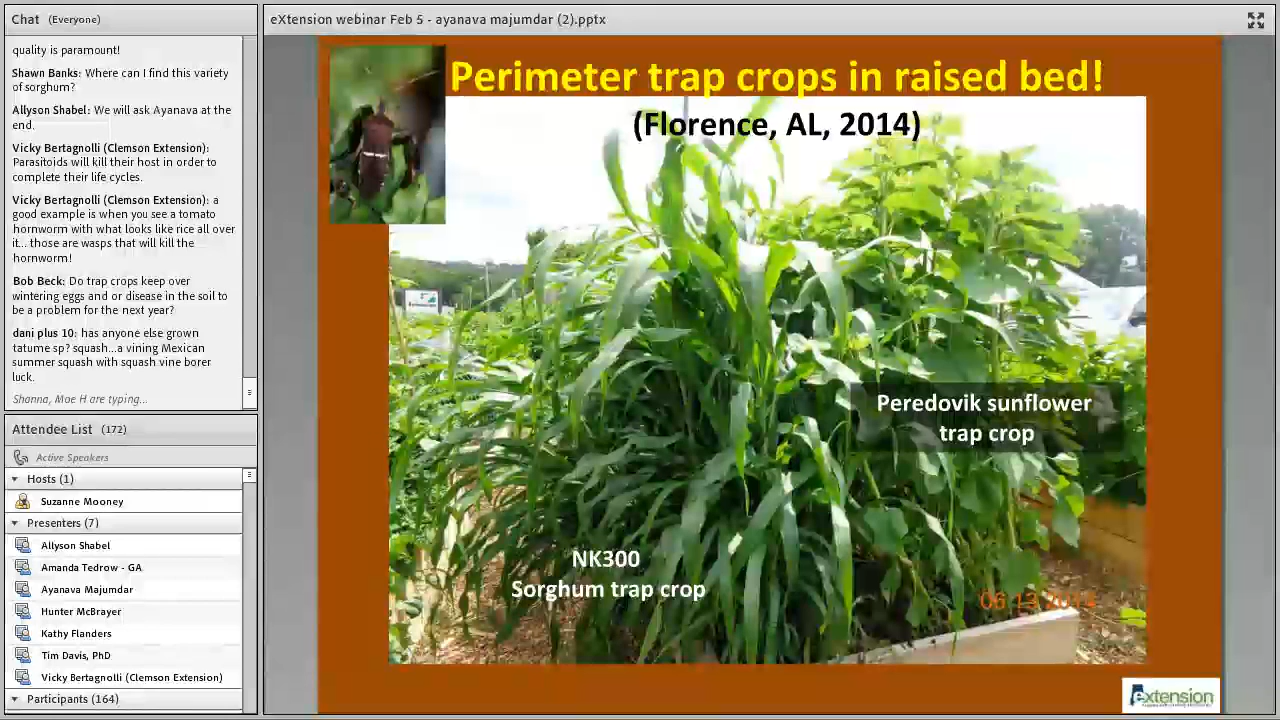 Chat (Everyone)
quality is paramount!
Shawn Banks: Where can I find this variety
of sorghum?
Allyson Shabel: We will ask Ayanava at the
end.
Vicky Bertagnolli (Clemson Extension):
Parasitoids will kill their host in order to
complete their life cycles.
Vicky Bertagnolli (Clemson Extension): a
good example is when you see a tomato
hornworm with what looks like rice all over
it... those are wasps that will kill the
hornworm!
Bob Beck: Do trap crops keep over
wintering eggs and or disease in the soil to
be a problem for the next year?
dani plus 10: has anyone else grown
tatume sp? squash...a vining Mexican
summer squash with squash vine borer
luck.
Shanna, Mae H are typing...
Attendee List (172)
Active Speakers
Hosts (1)
Suzanne Mooney
Presenters (7)
Allyson Shabel
Amanda Tedrow - GA
Ayanava Majumdar
Hunter McBrayer
Kathy Flanders
Tim Davis, PhD
Vicky Bertagnolli (Clemson Extension)
Participants (164)
eXtension webinar Feb 5 - ayanava majumdar (2).pptx
Perimeter trap crops in raised bed!
(Florence, AL, 2014)
Peredovik sunflower
trap crop
NK300
Sorghum trap crop
06 13 2014
extension